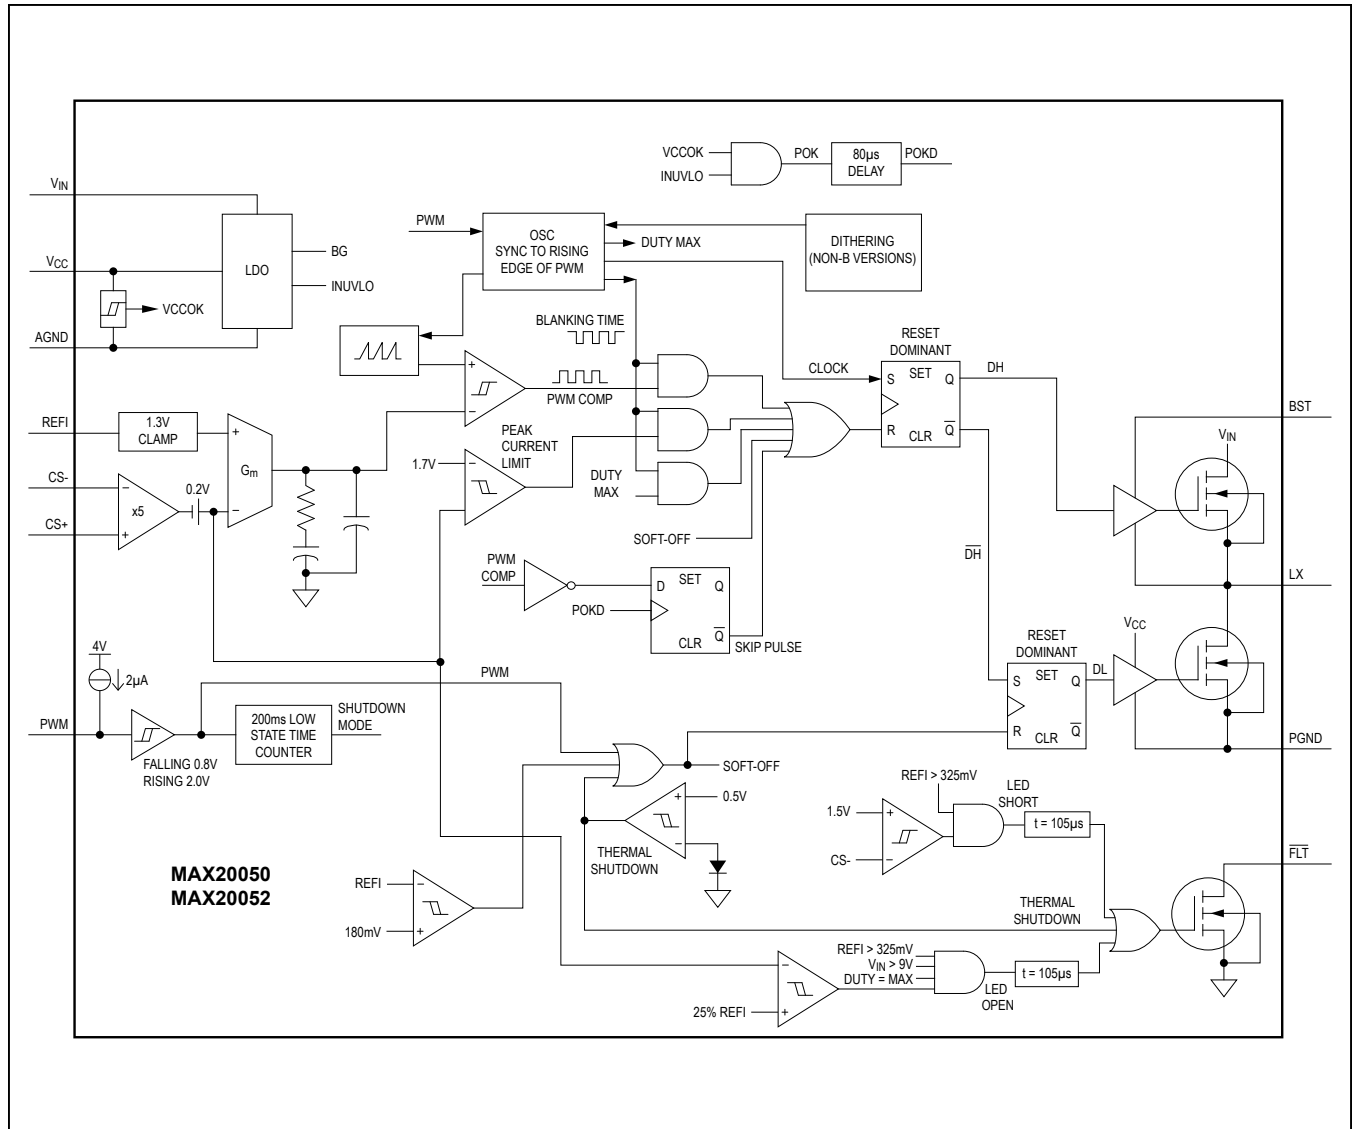 VCCOK
INUVLO
POK
80µs
DELAY
POKD
VIN
LDO
BG
INUVLO
VCC
VCCOK
AGND
PWM
OSC
SYNC TO RISING
EDGE OF PWM
DUTY MAX
DITHERING
(NON-B VERSIONS)
BLANKING TIME
RESET
DOMINANT
CLOCK
S
SET
Q
R
CLR
Q
DH
+
−
PWM COMP
REFI
1.3V
CLAMP
+
Gm
−
CS-
CS+
−
x5
+
0.2V
PEAK
CURRENT
LIMIT
1.7V
−
+
DUTY
MAX
SOFT-OFF
BST
VIN
DH
LX
PWM
COMP
POKD
D
SET
Q
CLR
Q
SKIP PULSE
RESET
DOMINANT
S
SET
Q
R
CLR
Q
DL
VCC
PGND
4V
2µA
PWM
PWM
200ms LOW
STATE TIME
COUNTER
SHUTDOWN
MODE
FALLING 0.8V
RISING 2.0V
SOFT-OFF
+
0.5V
−
THERMAL
SHUTDOWN
REFI > 325mV
LED
SHORT
1.5V
+
CS-
−
t = 105µs
FLT
MAX20050
MAX20052
REFI
−
180mV
+
THERMAL
SHUTDOWN
REFI > 325mV
VIN > 9V
DUTY = MAX
−
25% REFI
+
LED
OPEN
t = 105µs